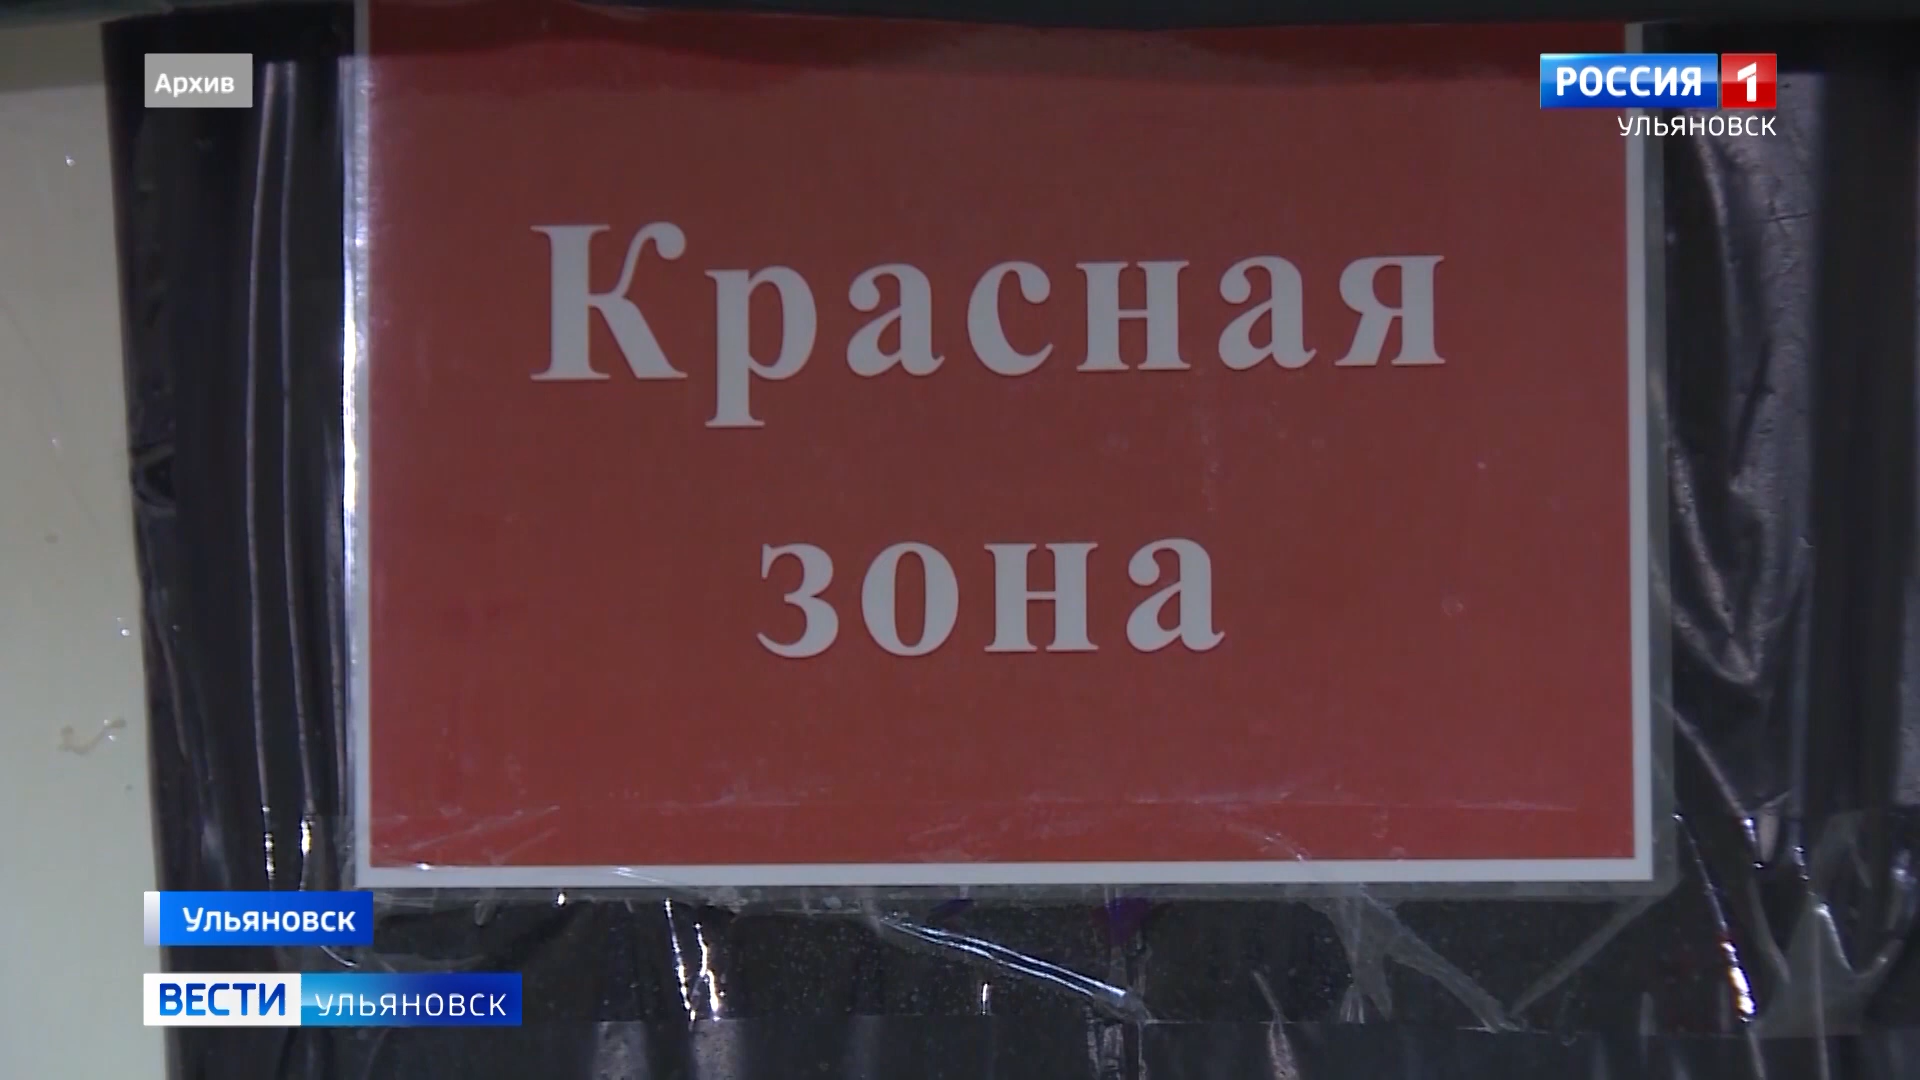 Архив
РОССИЯ 1
УЛЬЯНОВСК
Красная
зона
Ульяновск
ВЕСТИ УЛЬЯНОВСК